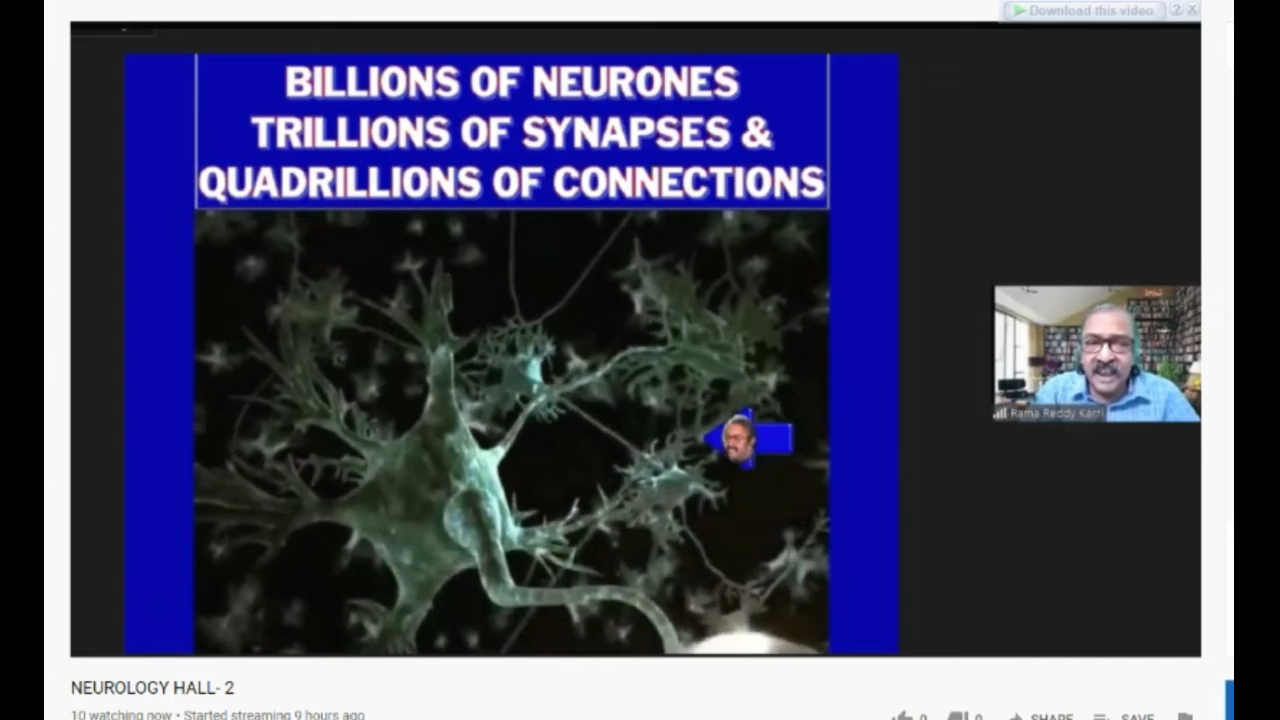 Download this video
?
X
BILLIONS OF NEURONES
TRILLIONS OF SYNAPSES &
QUADRILLIONS OF CONNECTIONS
Rama Reddy Karri
NEUROLOGY HALL- 2
10 watching now • Started streaming 9 hours ago
0
0
SHARE
SAVE